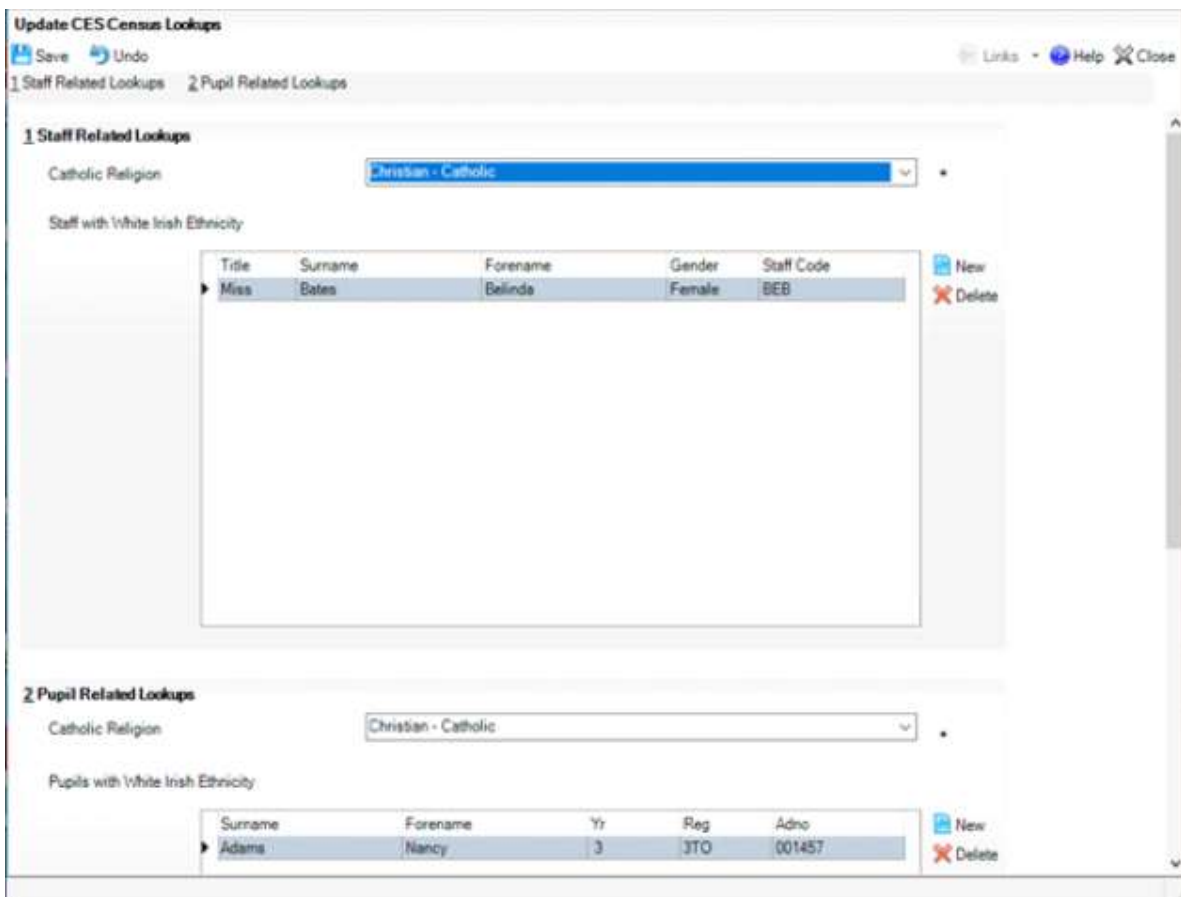 Update CES Census Lookups
Save Undo Links Help Close
1 Staff Related Lookups 2 Pupil Related Lookups
1 Staff Related Lookups
Catholic Religion Christian - Catholic
Staff with White Irish Ethnicity
Title Surname Forename Gender Staff Code New
Miss Bates Belinda Female BEB Delete
2 Pupil Related Lookups
Catholic Religion Christian - Catholic
Pupils with White Irish Ethnicity
Surname Forename Yr Reg Adno New
Adams Nancy 3 3TO 001457 Delete